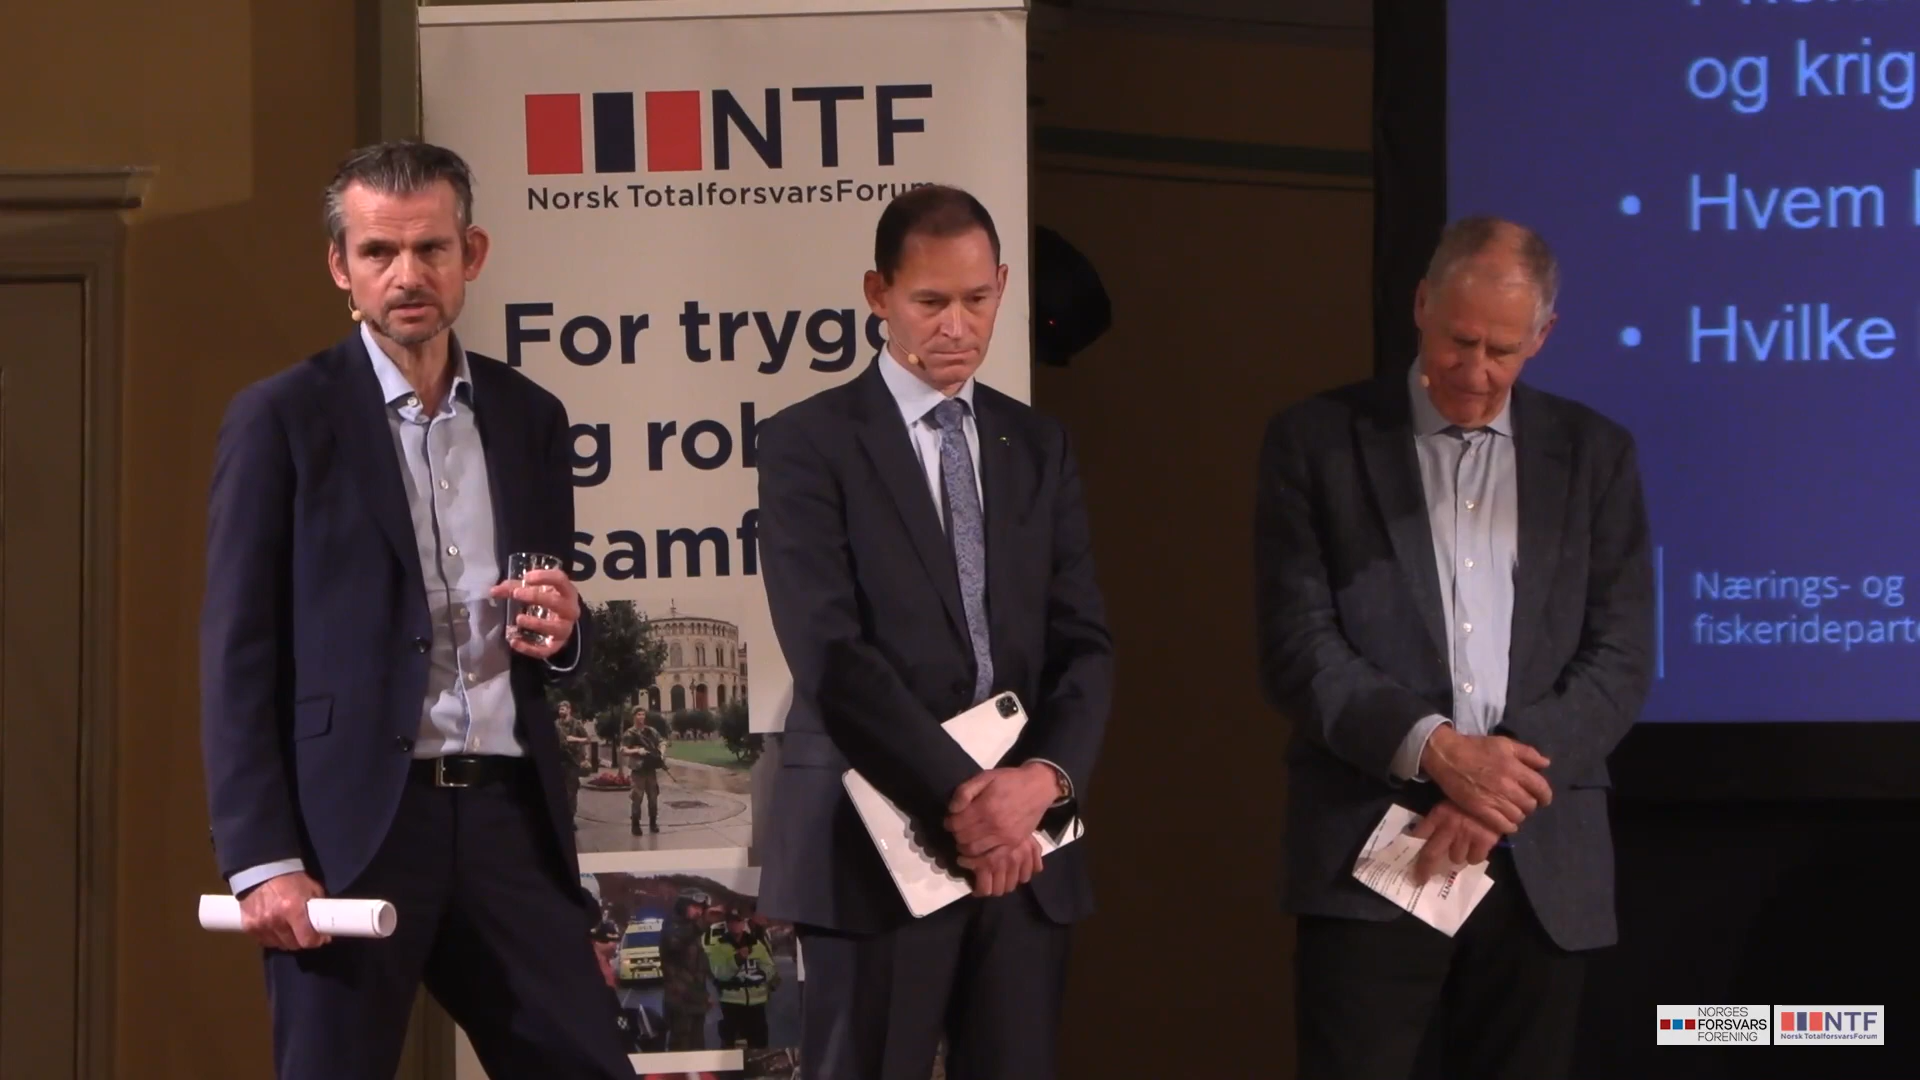 NTF
Norsk TotalforsvarsForum
For trygg
g rob
samf
og krig
• Hvem
• Hvilke
Nærings- og
fiskeridepart
NORGES
FORSVARS
FORENING
NTF
Norsk TotalforsvarsForum